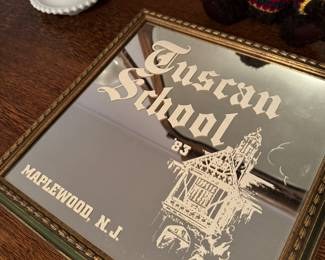 Tuscan
School
83
MAPLEWOOD, N.J.